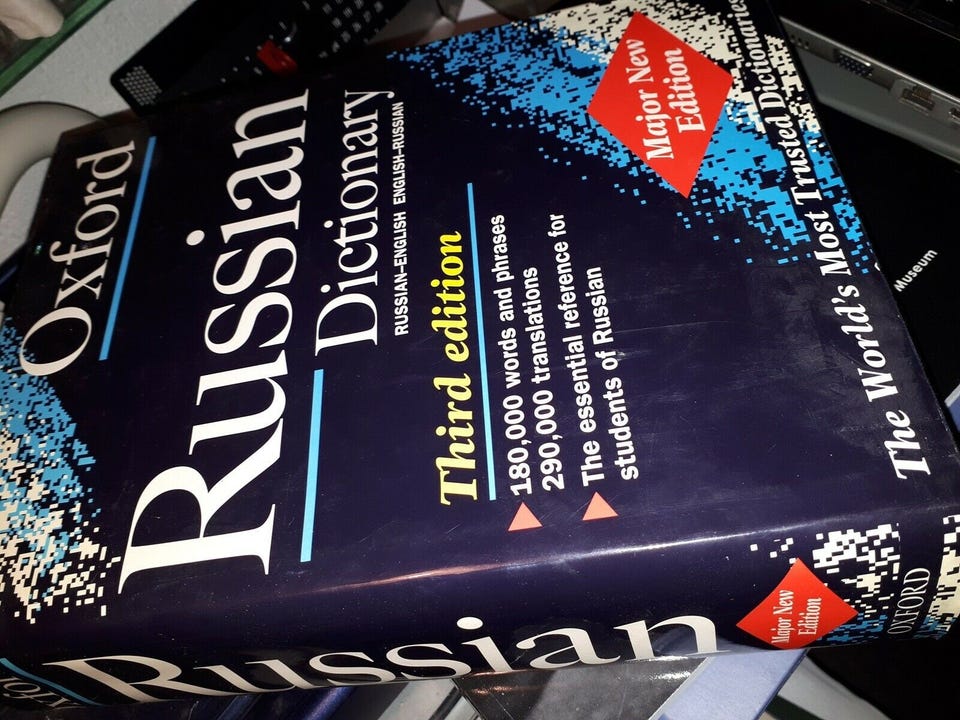 Oxford
Russian
Dictionary
RUSSIAN–ENGLISH ENGLISH–RUSSIAN
Third edition
180,000 words and phrases
290,000 translations
The essential reference for
students of Russian
Major New
Edition
The World's Most Trusted Dictionaries
Russian
Major New
Edition
OXFORD
Museum